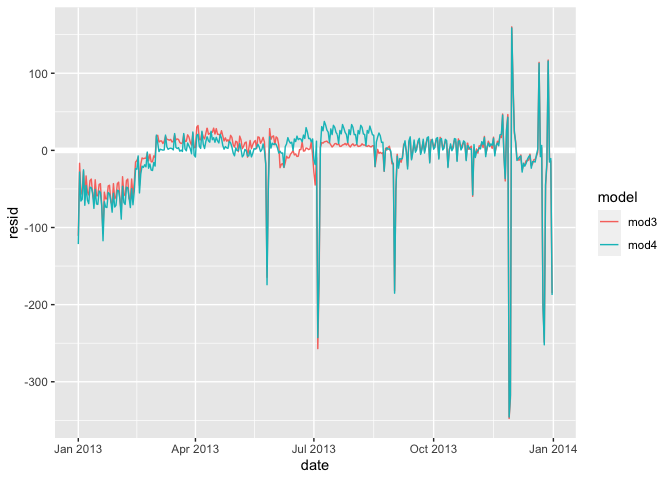 100
0
-100
-200
-300
resid
Jan 2013
Apr 2013
Jul 2013
Oct 2013
Jan 2014
date
model
mod3
mod4